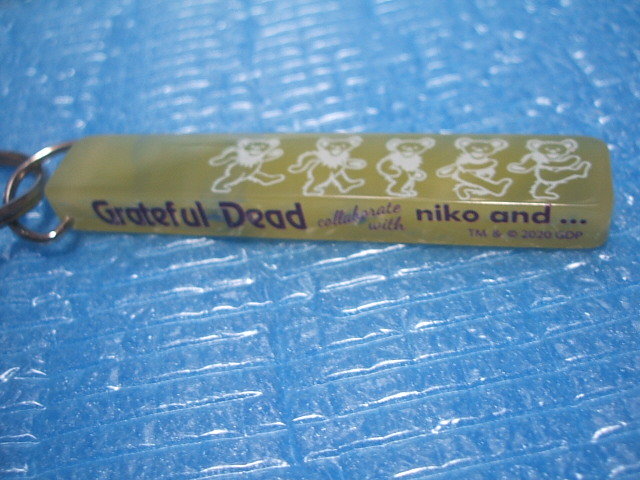 Grateful Dead collaborate with niko and ...
TM & © 2020 GDP